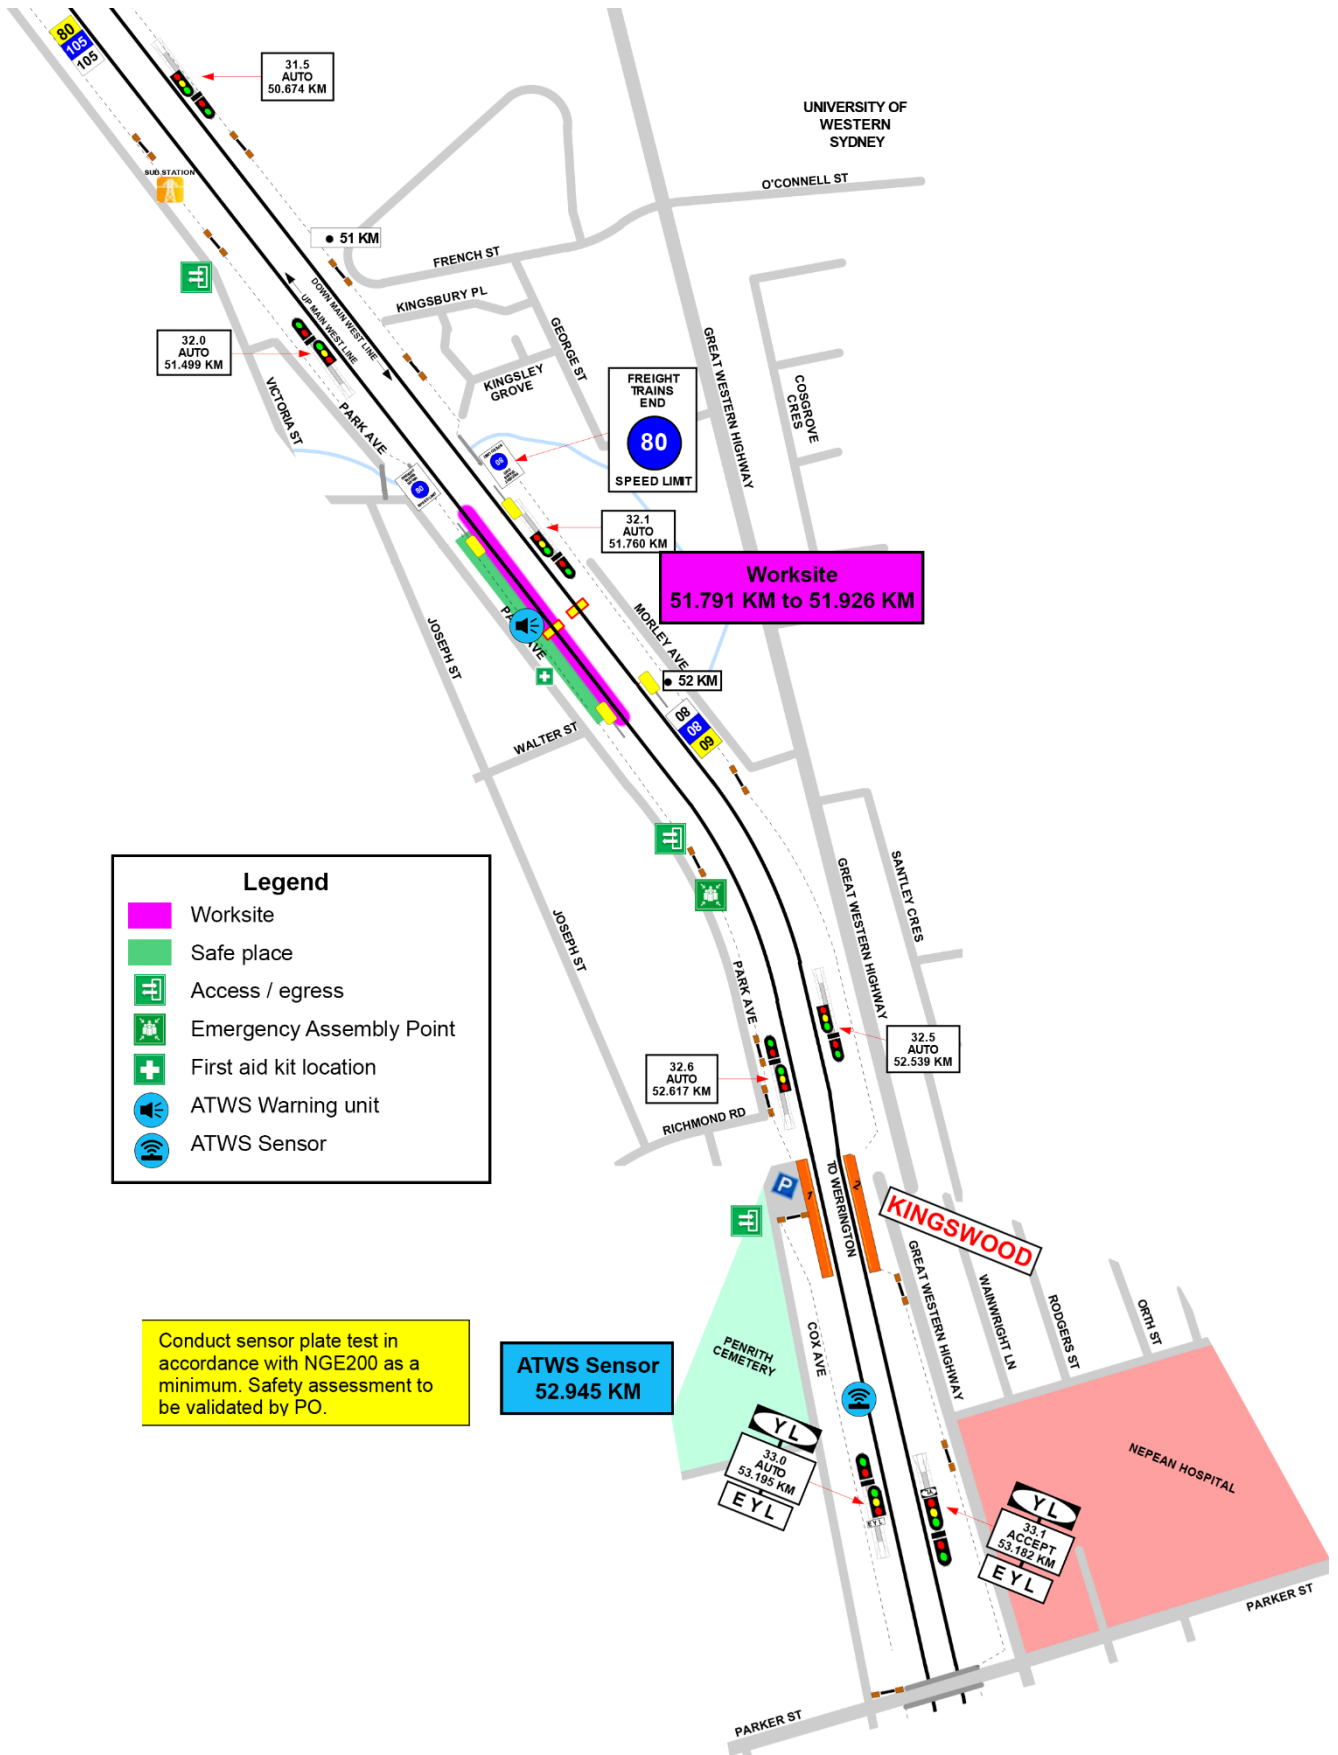 80
105
105
31.5
AUTO
50.674 KM
UNIVERSITY OF
WESTERN
SYDNEY
SUB STATION
O'CONNELL ST
51 KM
FRENCH ST
KINGSBURY PL
DOWN MAIN WEST LINE
UP MAIN WEST LINE
32.0
AUTO
51.499 KM
GEORGE ST
GREAT WESTERN HIGHWAY
KINGSLEY
GROVE
COSGROVE
CRES
VICTORIA ST
PARK AVE
FREIGHT
TRAINS
END
80
SPEED LIMIT
80
80
32.1
AUTO
51.760 KM
Worksite
51.791 KM to 51.926 KM
MORLEY AVE
JOSEPH ST
PARK AVE
52 KM
80
80
60
WALTER ST
Legend
Worksite
Safe place
Access / egress
Emergency Assembly Point
First aid kit location
ATWS Warning unit
ATWS Sensor
GREAT WESTERN HIGHWAY
SANTLEY CRES
JOSEPH ST
PARK AVE
32.5
AUTO
52.539 KM
32.6
AUTO
52.617 KM
RICHMOND RD
P
1
2
TO WERRINGTON
KINGSWOOD
GREAT WESTERN HIGHWAY
WAINWRIGHT LN
RODGERS ST
ORTH ST
COX AVE
PENRITH
CEMETERY
Conduct sensor plate test in
accordance with NGE200 as a
minimum. Safety assessment to
be validated by PO.
ATWS Sensor
52.945 KM
YL
33.0
AUTO
53.195 KM
EYL
EYL
NEPEAN HOSPITAL
YL
33.1
ACCEPT
53.182 KM
EYL
PARKER ST
PARKER ST